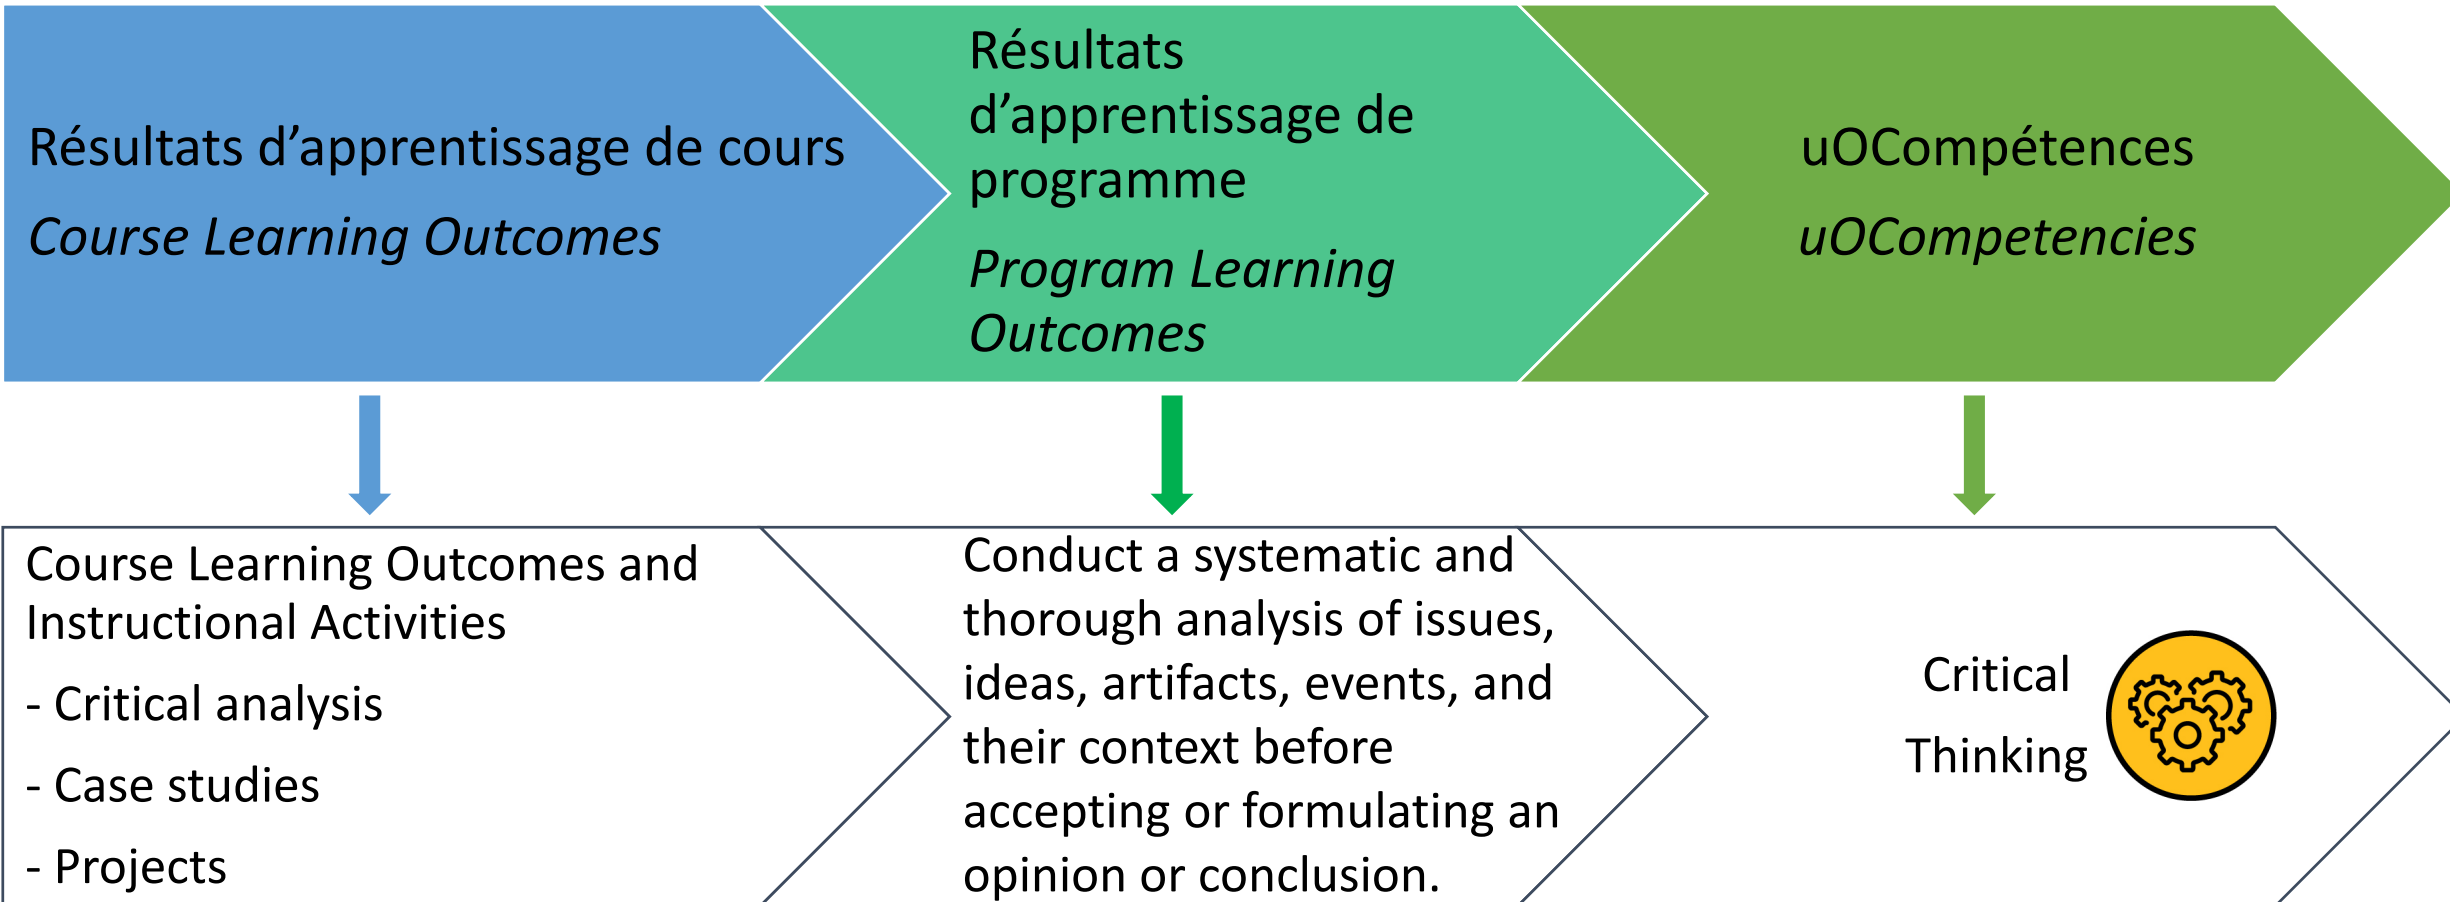 Résultats d’apprentissage de cours
Course Learning Outcomes
Résultats
d’apprentissage de
programme
Program Learning
Outcomes
uOCompétences
uOCompetencies
Course Learning Outcomes and
Instructional Activities
- Critical analysis
- Case studies
- Projects
Conduct a systematic and
thorough analysis of issues,
ideas, artifacts, events, and
their context before
accepting or formulating an
opinion or conclusion.
Critical
Thinking